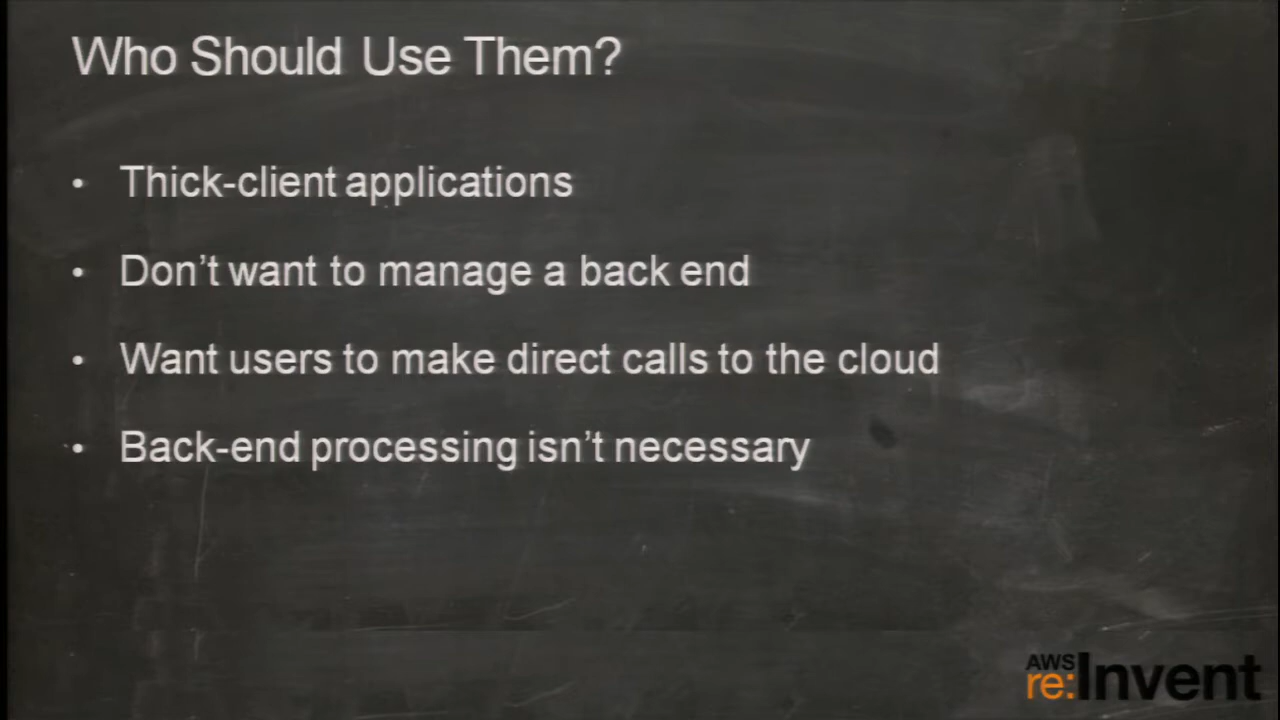 Who Should Use Them?
• Thick-client applications
• Don’t want to manage a back end
• Want users to make direct calls to the cloud
• Back-end processing isn’t necessary
AWS
re:Invent